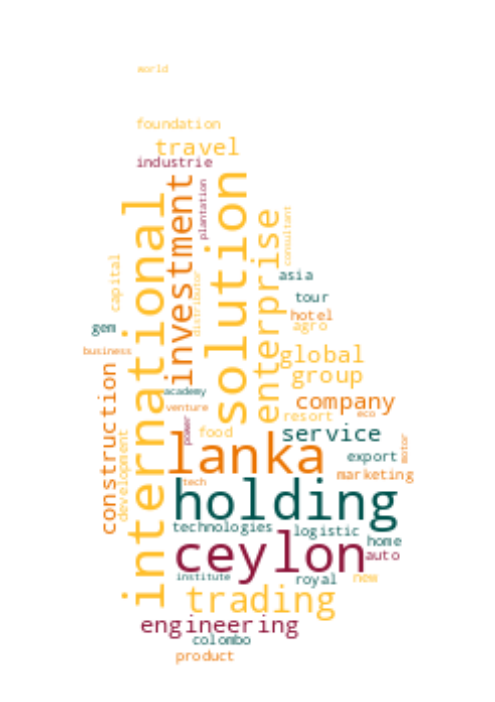 world
foundation
travel
industrie
plantation
investment
international
solution
enterprise
consultant
capital
distributor
asia
tour
hotel
agro
gem
business
global
group
academy
venture
company
construction
development
power
food
resort
eco
service
motor
lanka
export
marketing
tech
holding
technologies
logistic
home
ceylon
auto
institute
royal
new
trading
engineering
colombo
product